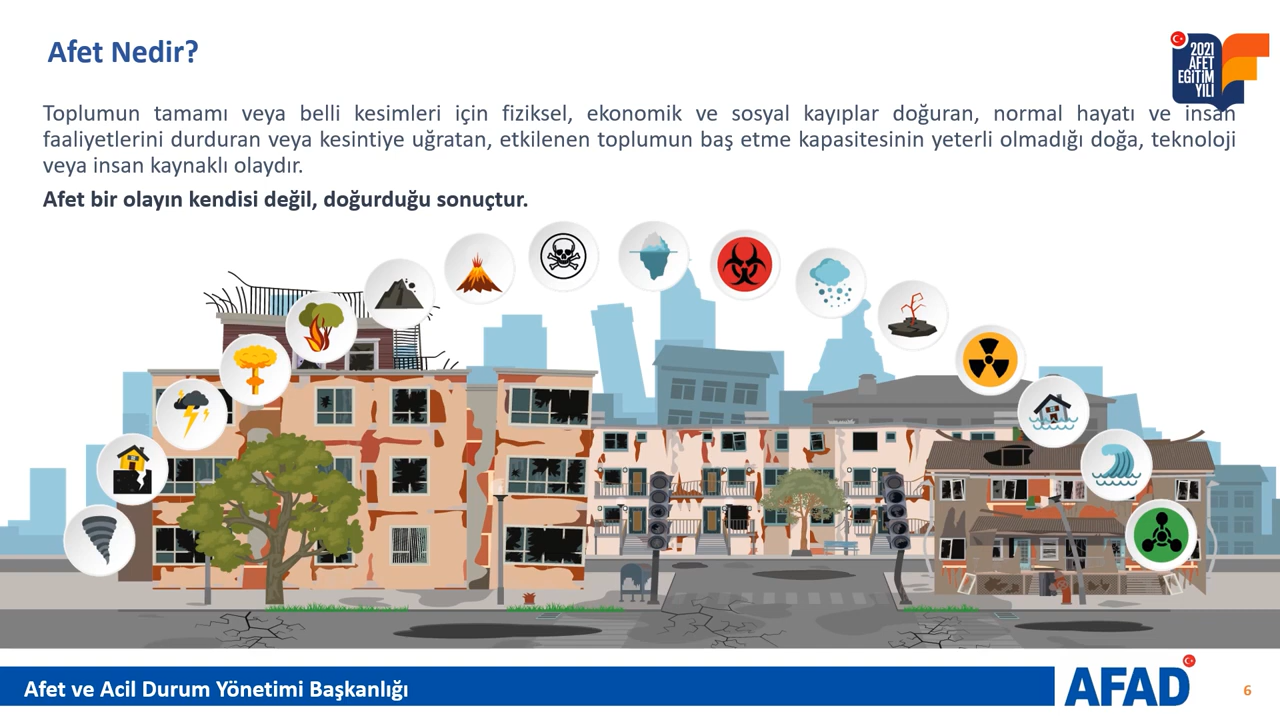 Afet Nedir?
2021
AFET
EĞİTİM
YILI
Toplumun tamamı veya belli kesimleri için fiziksel, ekonomik ve sosyal kayıplar doğuran, normal hayatı ve insan
faaliyetlerini durduran veya kesintiye uğratan, etkilenen toplumun baş etme kapasitesinin yeterli olmadığı doğa, teknoloji
veya insan kaynaklı olaydır.
Afet bir olayın kendisi değil, doğurduğu sonuçtur.
Afet ve Acil Durum Yönetimi Başkanlığı
AFAD
6